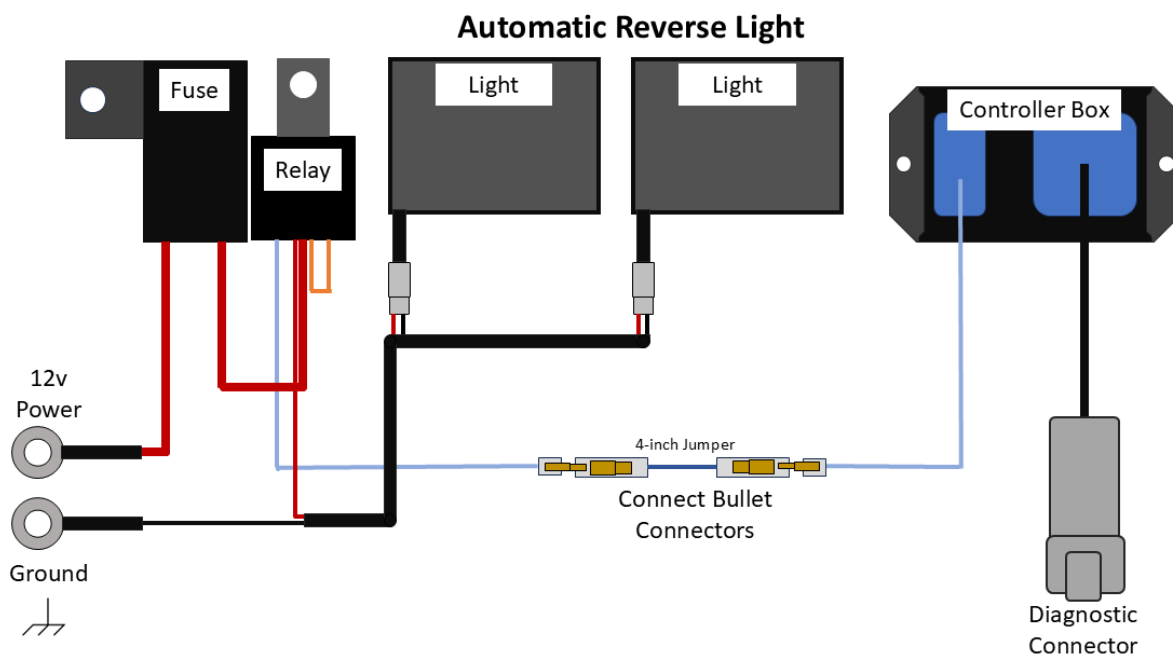 Automatic Reverse Light
Fuse
Relay
Light
Light
Controller Box
12v
Power
4-inch Jumper
Connect Bullet
Connectors
Ground
Diagnostic
Connector